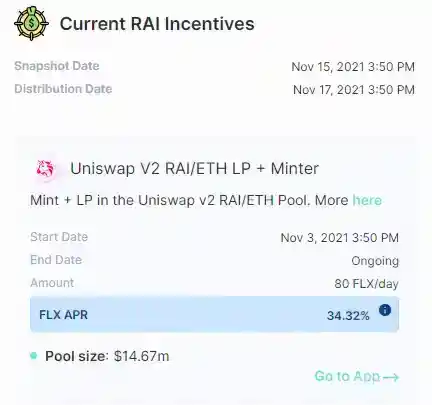 Current RAI Incentives
Snapshot Date Nov 15, 2021 3:50 PM
Distribution Date Nov 17, 2021 3:50 PM
Uniswap V2 RAI/ETH LP + Minter
Mint + LP in the Uniswap v2 RAI/ETH Pool. More here
Start Date Nov 3, 2021 3:50 PM
End Date Ongoing
Amount 80 FLX/day
FLX APR 34.32% i
Pool size: $14.67m
Go to App→